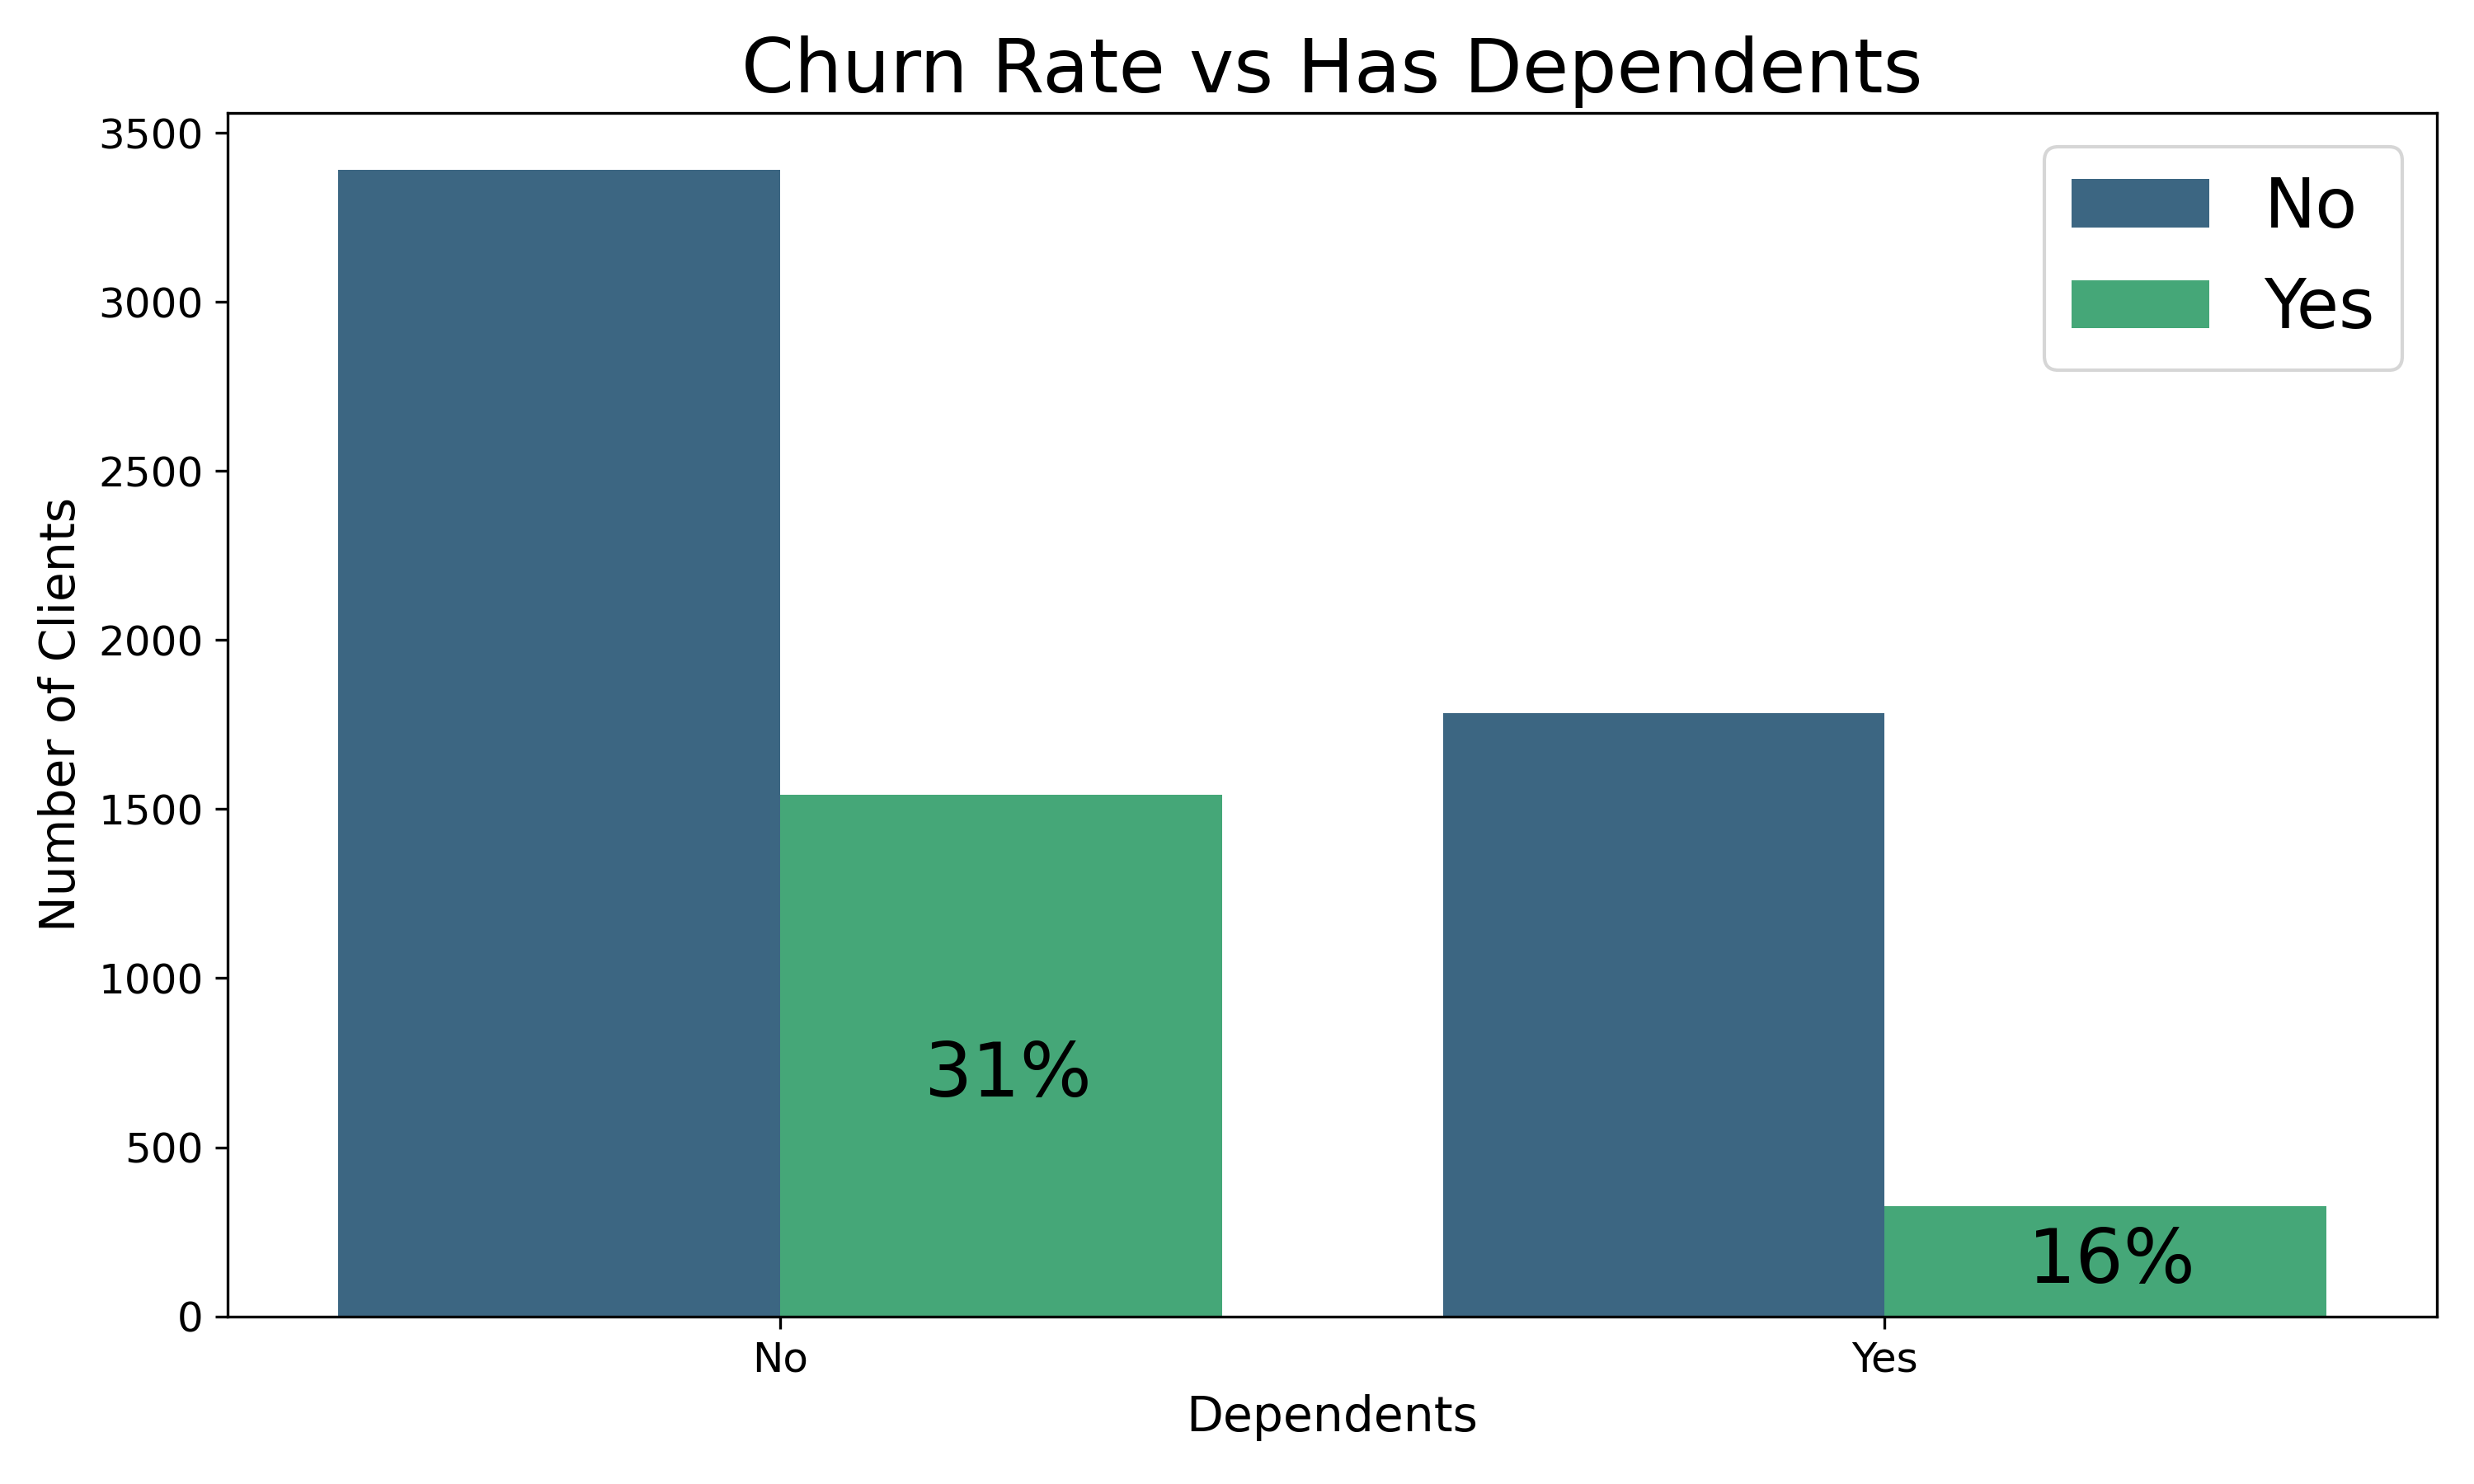 Churn Rate vs Has Dependents
3500
3000
2500
2000
1500
1000
500
0
Number of Clients
No
Yes
31%
16%
No
Yes
Dependents